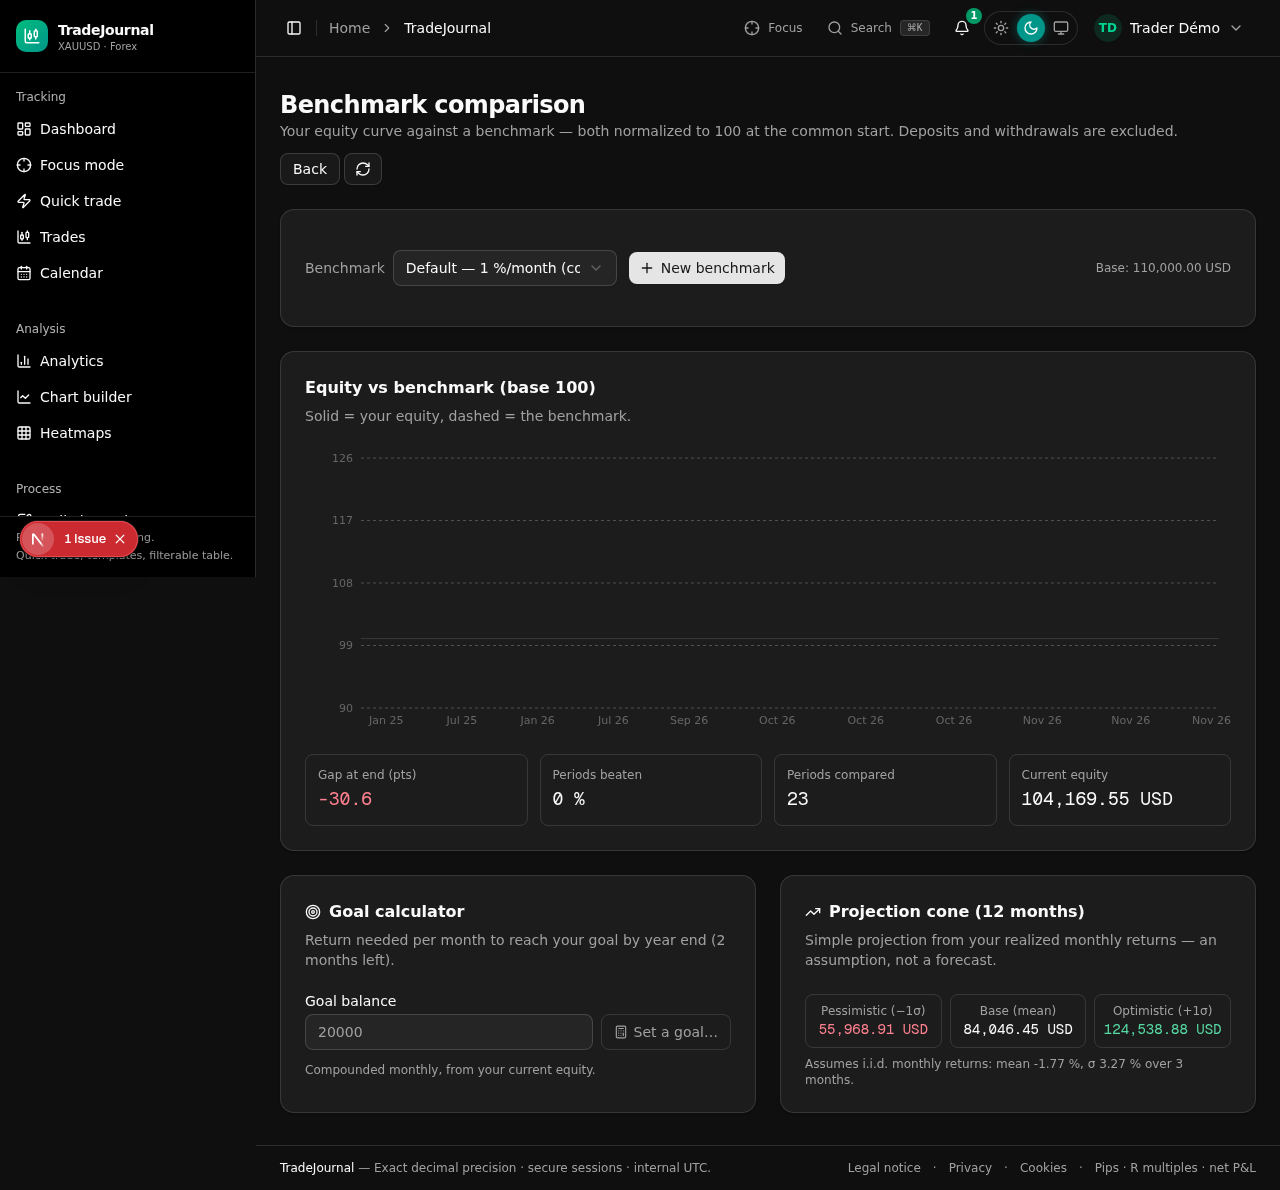 TradeJournal
XAUUSD · Forex
Home
TradeJournal
Focus
Search ⌘K
1
TD
Trader Démo
Tracking
Dashboard
Focus mode
Quick trade
Trades
Calendar
Analysis
Analytics
Chart builder
Heatmaps
Process
1 Issue
ng.
filterable table.
Benchmark comparison
Your equity curve against a benchmark — both normalized to 100 at the common start. Deposits and withdrawals are excluded.
Back
Benchmark
Default — 1 %/month (co
New benchmark
Base: 110,000.00 USD
Equity vs benchmark (base 100)
Solid = your equity, dashed = the benchmark.
126
117
108
99
90
Jan 25 Jul 25 Jan 26 Jul 26 Sep 26 Oct 26 Oct 26 Oct 26 Nov 26 Nov 26 Nov 26
Gap at end (pts)
-30.6
Periods beaten
0 %
Periods compared
23
Current equity
104,169.55 USD
Goal calculator
Return needed per month to reach your goal by year end (2
months left).
Goal balance
20000
Set a goal…
Compounded monthly, from your current equity.
Projection cone (12 months)
Simple projection from your realized monthly returns — an
assumption, not a forecast.
Pessimistic (−1σ)
55,968.91 USD
Base (mean)
84,046.45 USD
Optimistic (+1σ)
124,538.88 USD
Assumes i.i.d. monthly returns: mean -1.77 %, σ 3.27 % over 3
months.
TradeJournal — Exact decimal precision · secure sessions · internal UTC.
Legal notice · Privacy · Cookies · Pips · R multiples · net P&L